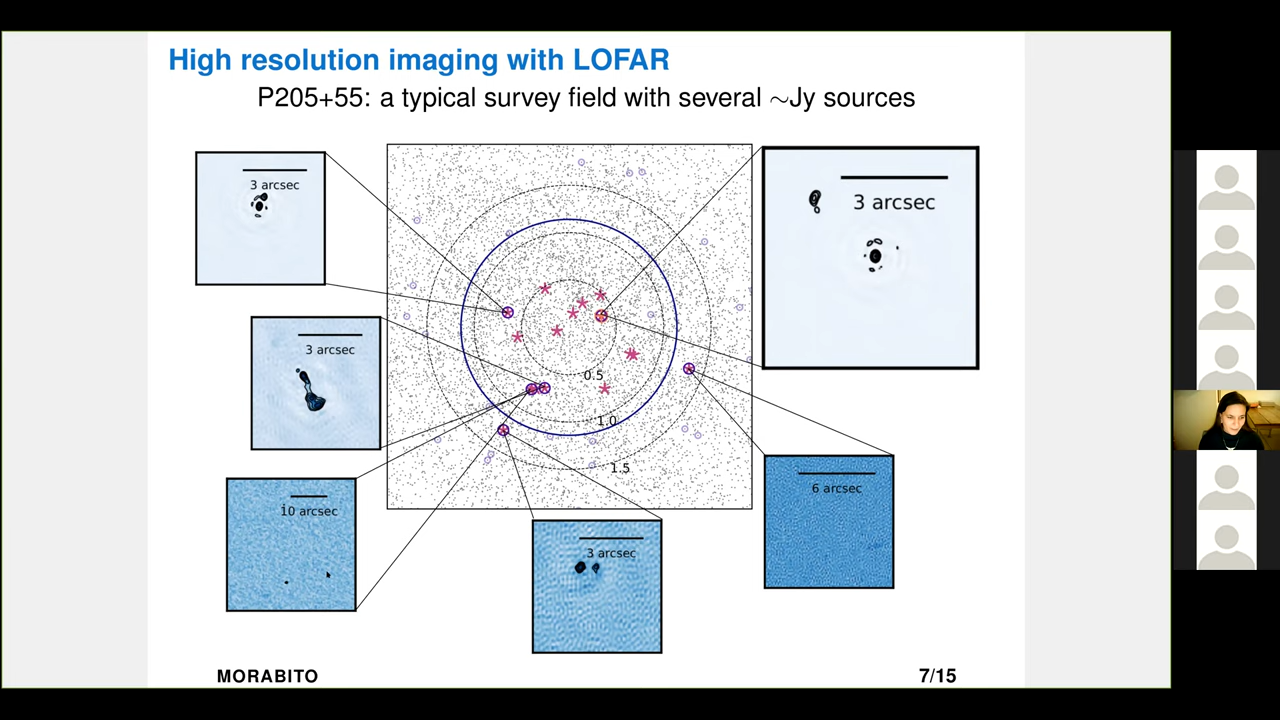 High resolution imaging with LOFAR
P205+55: a typical survey field with several ~Jy sources
3 arcsec
3 arcsec
3 arcsec
0.5
1.0
1.5
6 arcsec
10 arcsec
3 arcsec
MORABITO
7/15